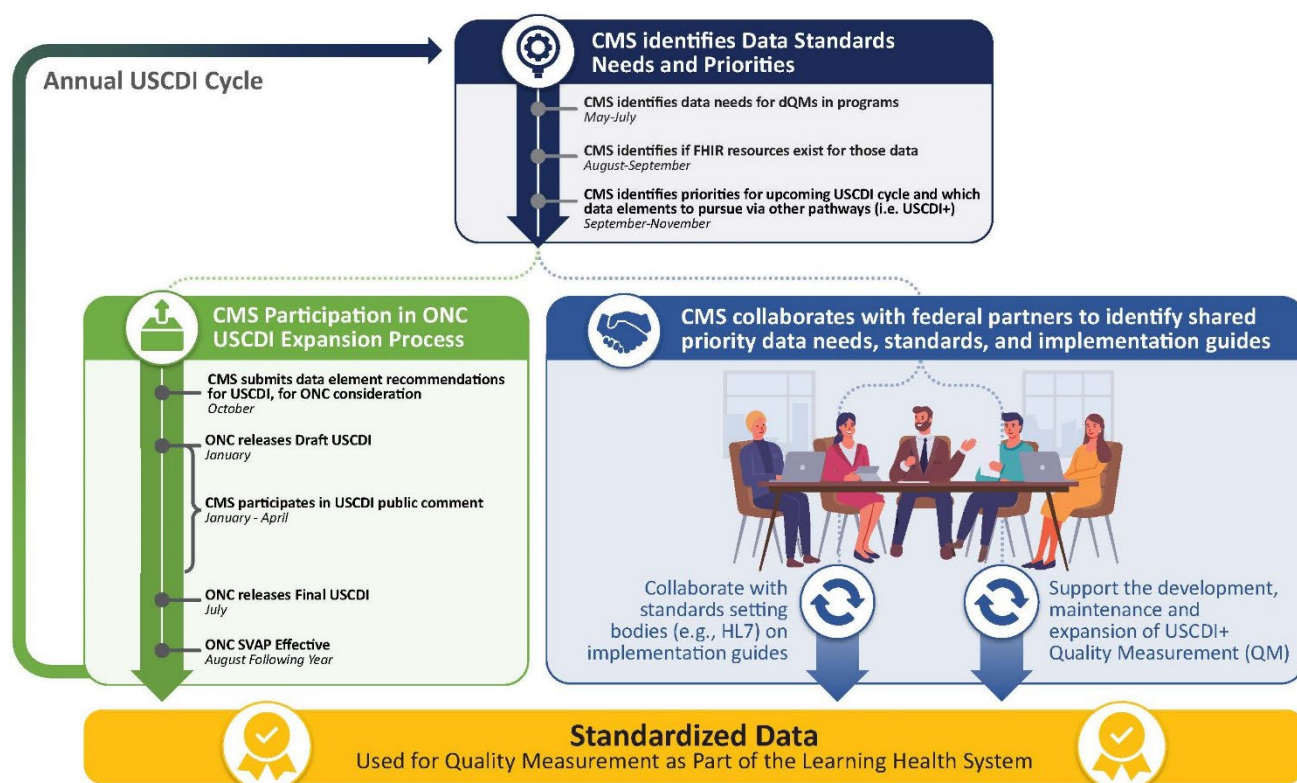 Annual USCDI Cycle
CMS identifies Data Standards
Needs and Priorities
CMS identifies data needs for dQMs in programs
May-July
CMS identifies if FHIR resources exist for those data
August-September
CMS identifies priorities for upcoming USCDI cycle and which
data elements to pursue via other pathways (i.e. USCDI+)
September-November
CMS Participation in ONC
USCDI Expansion Process
CMS submits data element recommendations
for USCDI, for ONC consideration
October
ONC releases Draft USCDI
January
CMS participates in USCDI public comment
January - April
ONC releases Final USCDI
July
ONC SVAP Effective
August Following Year
CMS collaborates with federal partners to identify shared
priority data needs, standards, and implementation guides
Collaborate with
standards setting
bodies (e.g., HL7) on
implementation guides
Support the development,
maintenance and
expansion of USCDI+
Quality Measurement (QM)
Standardized Data
Used for Quality Measurement as Part of the Learning Health System